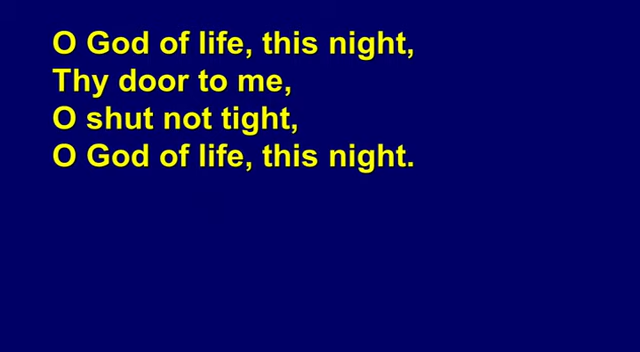 O God of life, this night,
Thy door to me,
O shut not tight,
O God of life, this night.